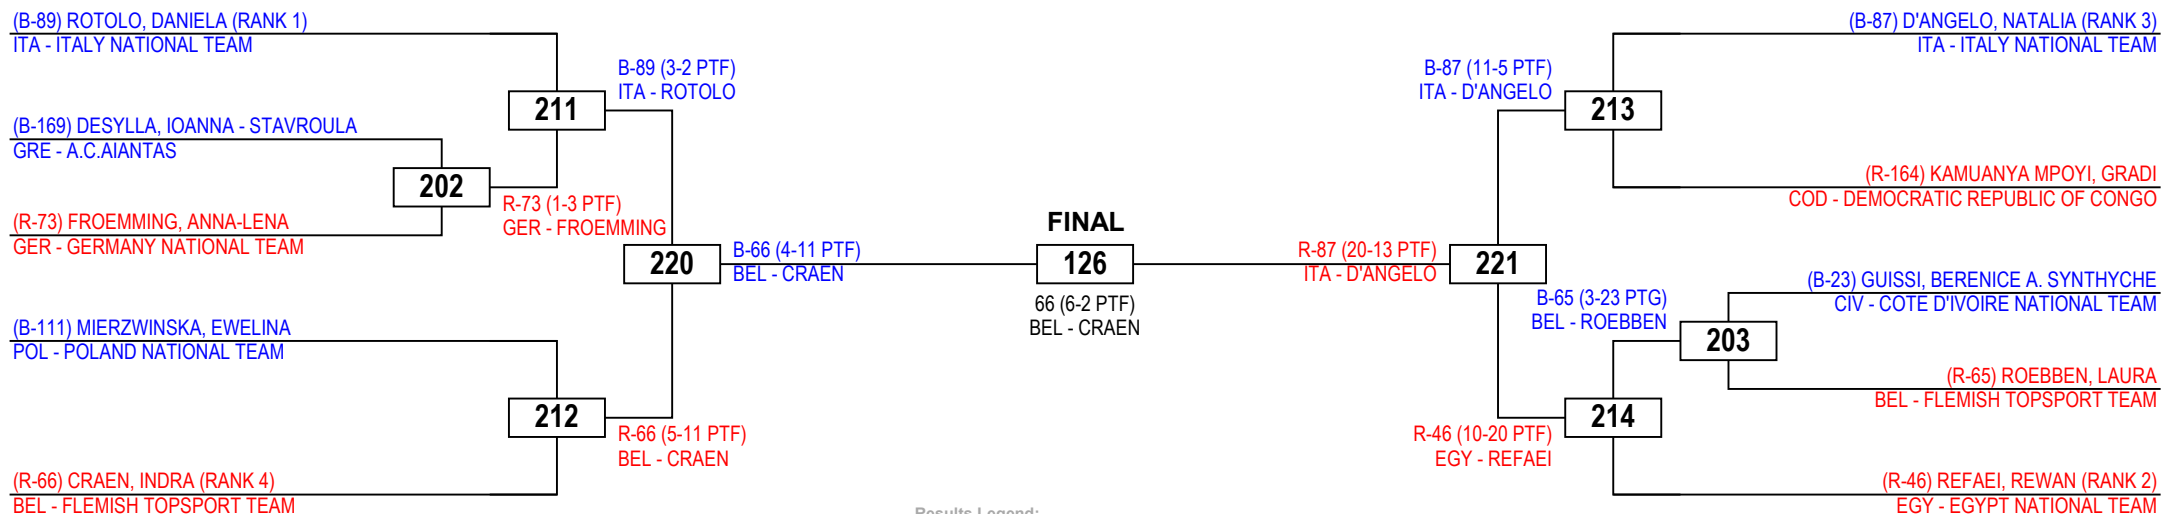 (B-89) ROTOLO, DANIELA (RANK 1)
ITA - ITALY NATIONAL TEAM
B-89 (3-2 PTF)
ITA - ROTOLO
211
(B-169) DESYLLA, IOANNA - STAVROULA
GRE - A.C.AIANTAS
202
R-73 (1-3 PTF)
GER - FROEMMING
(R-73) FROEMMING, ANNA-LENA
GER - GERMANY NATIONAL TEAM
220
B-66 (4-11 PTF)
BEL - CRAEN
(B-111) MIERZWINSKA, EWELINA
POL - POLAND NATIONAL TEAM
212
R-66 (5-11 PTF)
BEL - CRAEN
(R-66) CRAEN, INDRA (RANK 4)
BEL - FLEMISH TOPSPORT TEAM
FINAL
126
66 (6-2 PTF)
BEL - CRAEN
(B-87) D'ANGELO, NATALIA (RANK 3)
ITA - ITALY NATIONAL TEAM
B-87 (11-5 PTF)
ITA - D'ANGELO
213
(R-164) KAMUANYA MPOYI, GRADI
COD - DEMOCRATIC REPUBLIC OF CONGO
R-87 (20-13 PTF)
ITA - D'ANGELO
221
(B-23) GUISSI, BERENICE A. SYNTHYCHE
CIV - COTE D'IVOIRE NATIONAL TEAM
B-65 (3-23 PTG)
BEL - ROEBBEN
203
(R-65) ROEBBEN, LAURA
BEL - FLEMISH TOPSPORT TEAM
214
R-46 (10-20 PTF)
EGY - REFAEI
(R-46) REFAEI, REWAN (RANK 2)
EGY - EGYPT NATIONAL TEAM
Results Legend: